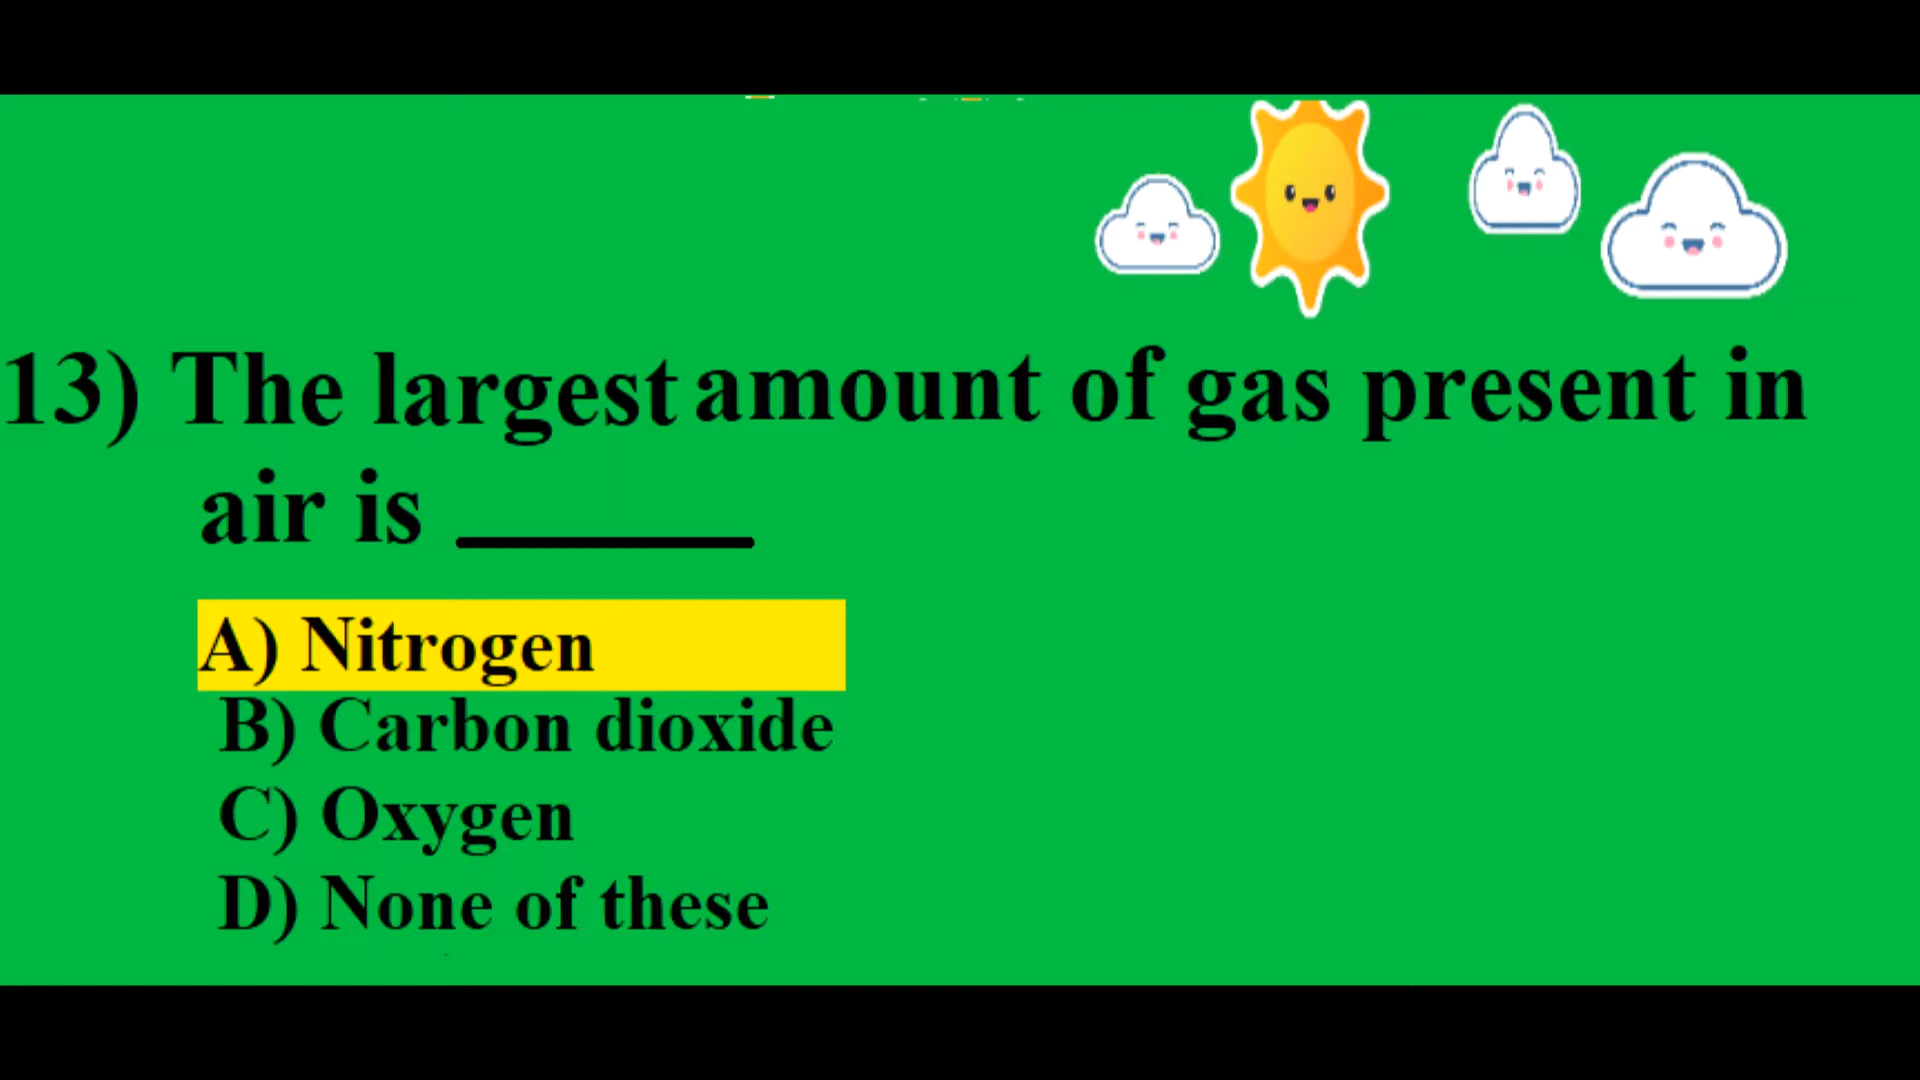 13) The largest amount of gas present in
air is ______
A) Nitrogen
B) Carbon dioxide
C) Oxygen
D) None of these